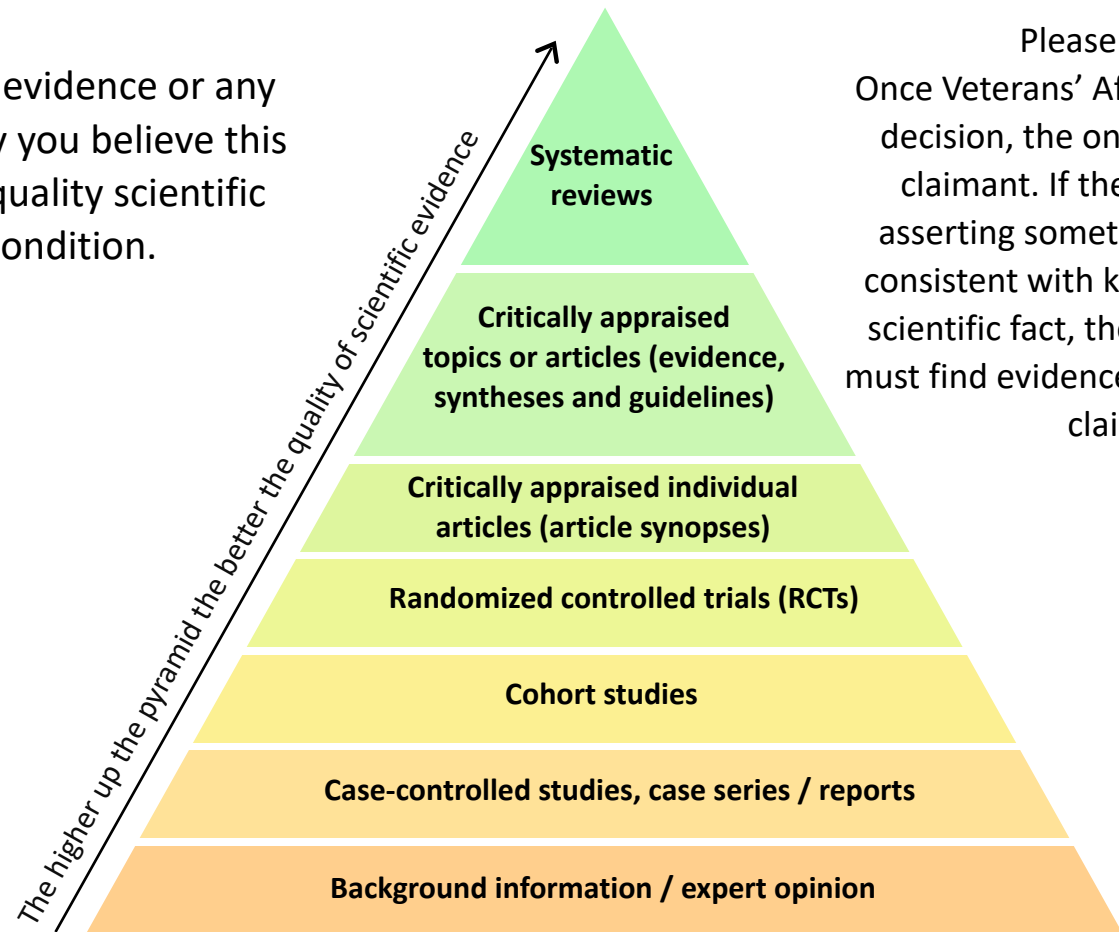 evidence or any
you believe this
quality scientific
ondition.
The higher up the pyramid the better the quality of scientific evidence
Systematic
reviews
Critically appraised
topics or articles (evidence,
syntheses and guidelines)
Critically appraised individual
articles (article synopses)
Randomized controlled trials (RCTs)
Cohort studies
Case-controlled studies, case series / reports
Background information / expert opinion
Please
Once Veterans’ Af
decision, the on
claimant. If the
asserting somet
consistent with k
scientific fact, the
must find evidence
clai